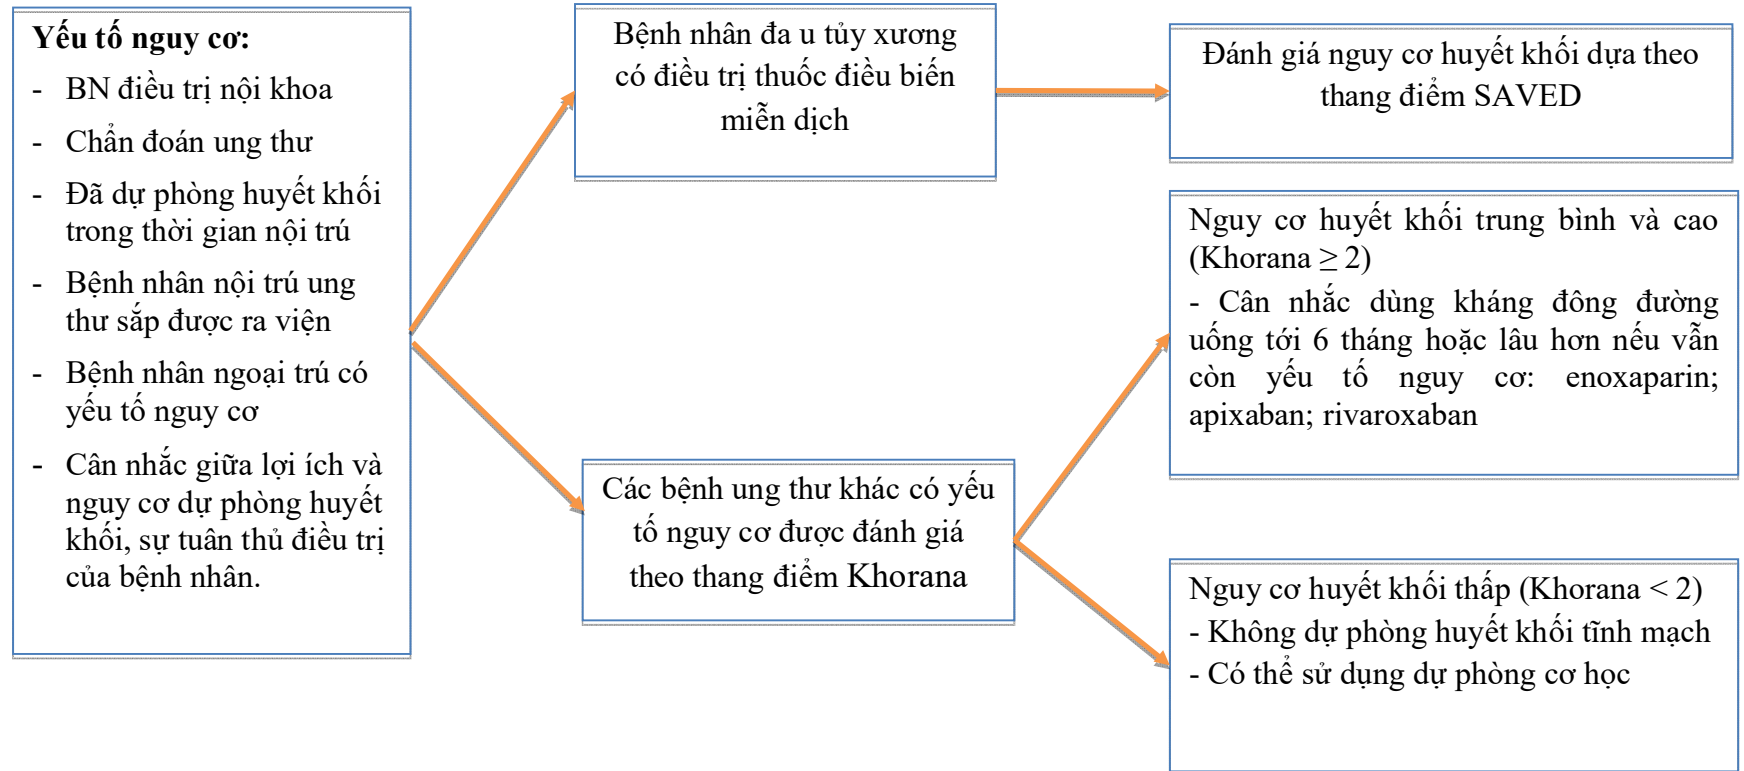 Yếu tố nguy cơ:
- BN điều trị nội khoa
- Chẩn đoán ung thư
- Đã dự phòng huyết khối
trong thời gian nội trú
- Bệnh nhân nội trú ung
thư sắp được ra viện
- Bệnh nhân ngoại trú có
yếu tố nguy cơ
- Cân nhắc giữa lợi ích và
nguy cơ dự phòng huyết
khối, sự tuân thủ điều trị
của bệnh nhân.
Bệnh nhân đa u tủy xương
có điều trị thuốc điều biến
miễn dịch
Đánh giá nguy cơ huyết khối dựa theo
thang điểm SAVED
Các bệnh ung thư khác có yếu
tố nguy cơ được đánh giá
theo thang điểm Khorana
Nguy cơ huyết khối trung bình và cao
(Khorana ≥ 2)
- Cân nhắc dùng kháng đông đường
uống tới 6 tháng hoặc lâu hơn nếu vẫn
còn yếu tố nguy cơ: enoxaparin;
apixaban; rivaroxaban
Nguy cơ huyết khối thấp (Khorana < 2)
- Không dự phòng huyết khối tĩnh mạch
- Có thể sử dụng dự phòng cơ học